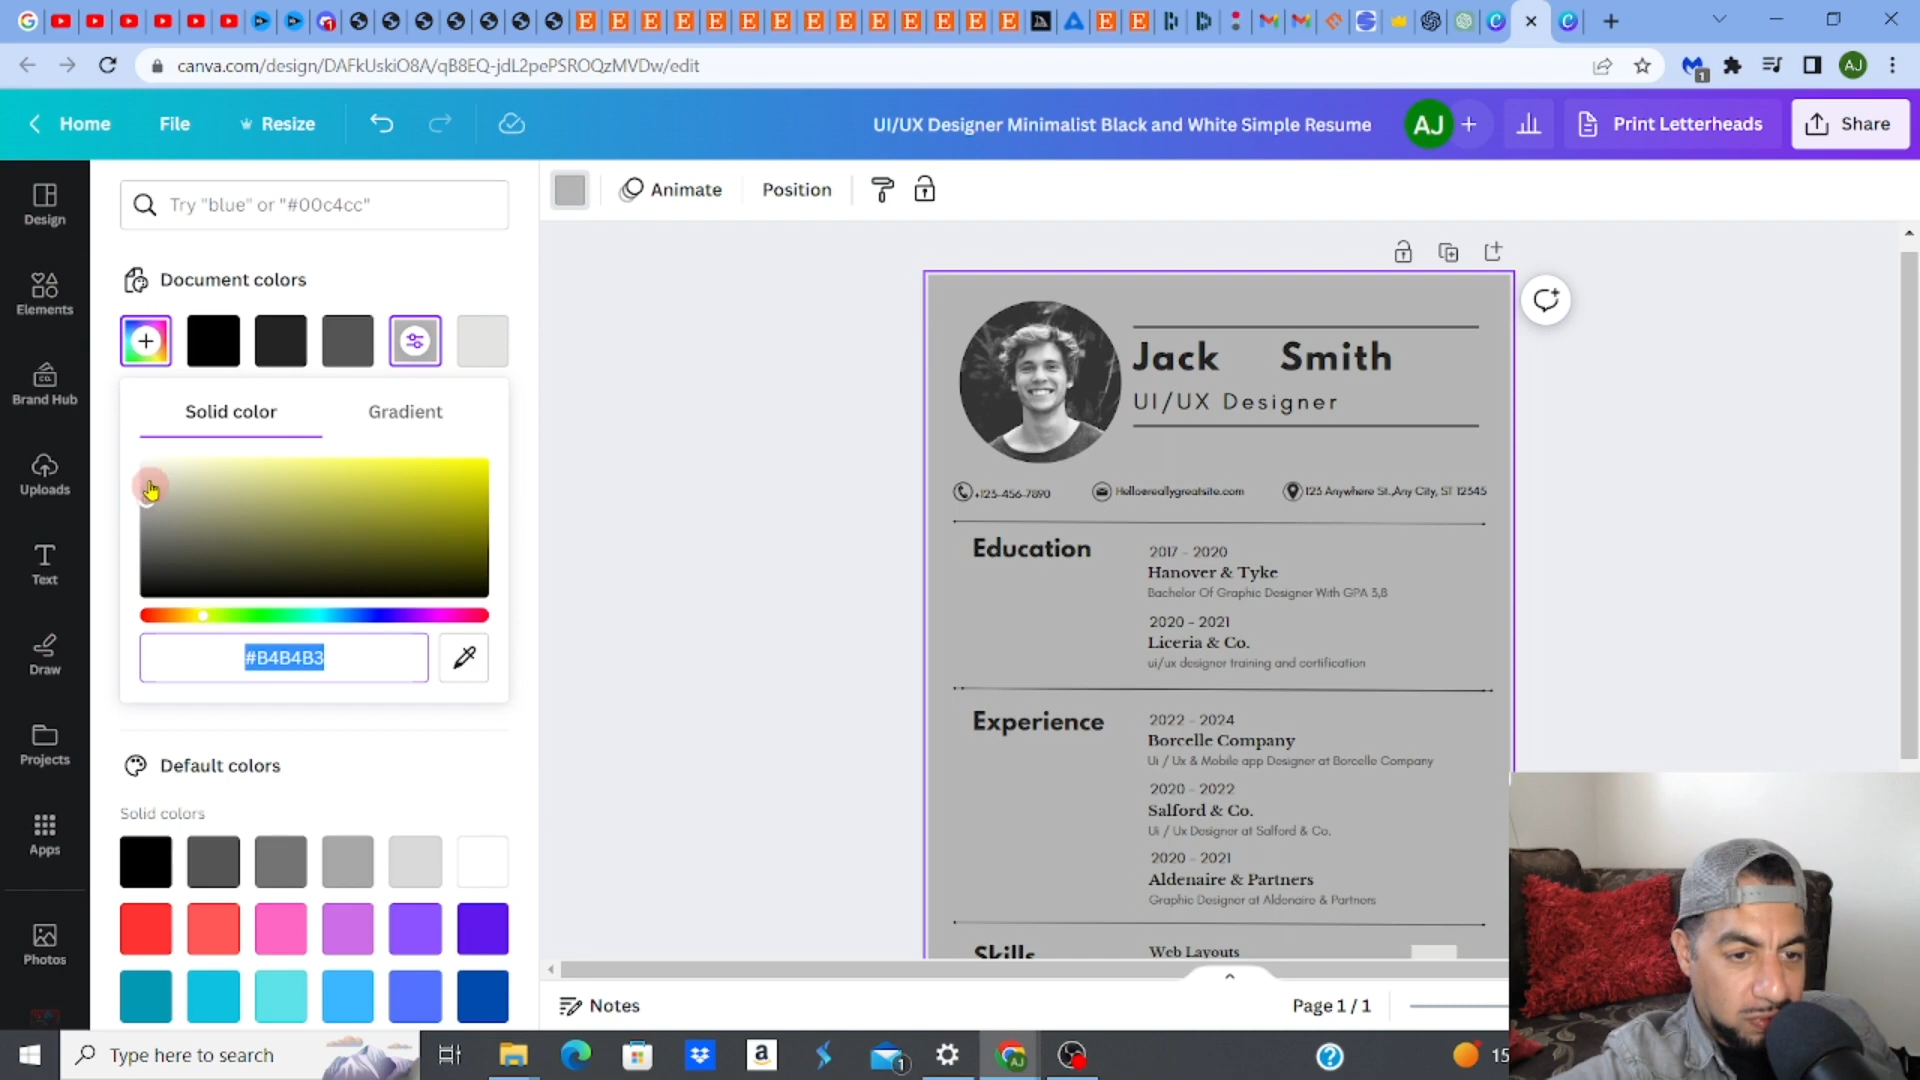 canva.com/design/DAFkUskiO8A/qB8EQ-jdL2pePSROQzMVDw/edit
AJ
1
Home
File
Resize
UI/UX Designer Minimalist Black and White Simple Resume
AJ
Print Letterheads
Share
Design
Elements
Brand Hub
Uploads
Text
Draw
Projects
Apps
Photos
Try "blue" or "#00c4cc"
Document colors
Solid color
Gradient
#B4B4B3
Default colors
Solid colors
Animate
Position
Jack Smith
UI/UX Designer
+123-456-7890
Hello@reallygreatsite.com
123 Anywhere St.,Any City, ST 12345
Education
2017 - 2020
Hanover & Tyke
Bachelor Of Graphic Designer With GPA 3,8
2020 - 2021
Liceria & Co.
ui/ux designer training and certification
Experience
2022 - 2024
Borcelle Company
Ui / Ux & Mobile app Designer at Borcelle Company
2020 - 2022
Salford & Co.
Ui / Ux Designer at Salford & Co.
2020 - 2021
Aldenaire & Partners
Graphic Designer at Aldenaire & Partners
Skills
Web Layouts
Notes
Page 1 / 1
Type here to search
1
15